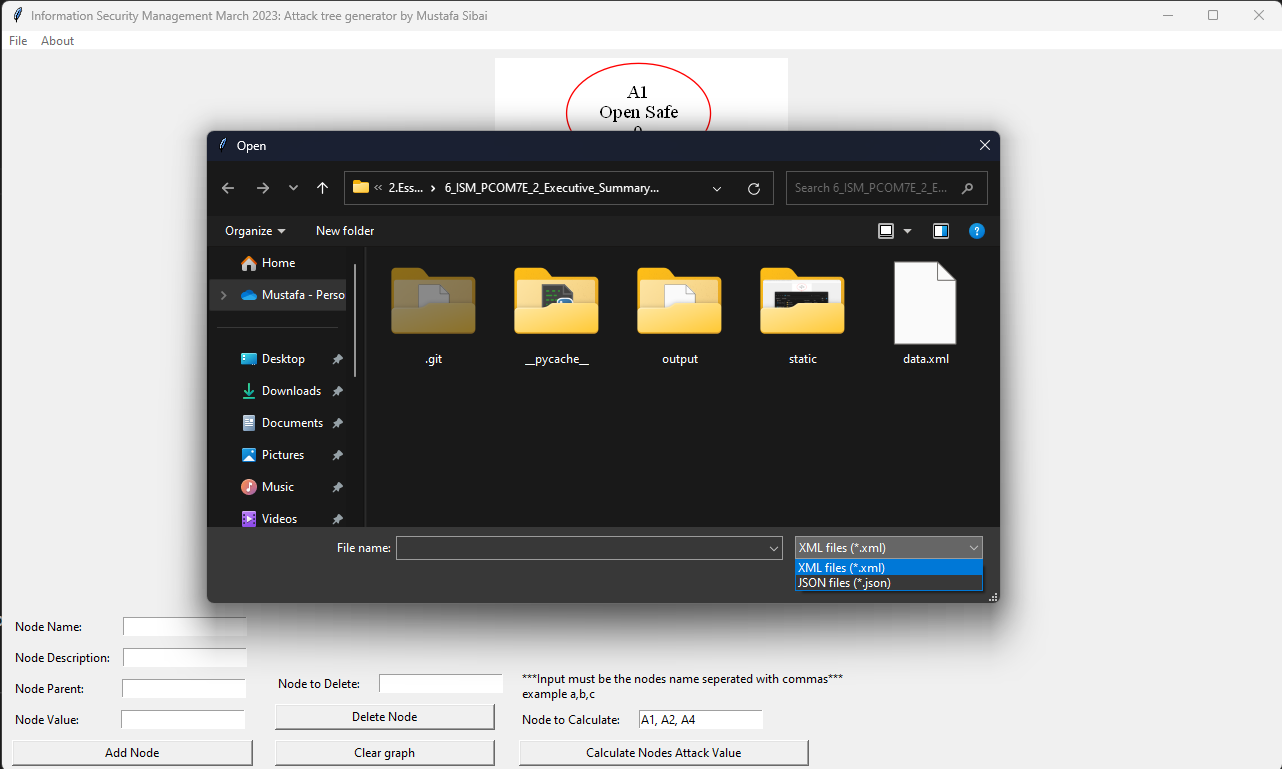 Information Security Management March 2023: Attack tree generator by Mustafa Sibai
File About
A1
Open Safe
Open
« 2.Ess... › 6_ISM_PCOM7E_2_Executive_Summary...
Search 6_ISM_PCOM7E_2_E...
Organize New folder
Home
Mustafa - Perso
Desktop
Downloads
Documents
Pictures
Music
Videos
.git
__pycache__
output
static
data.xml
File name:
XML files (*.xml)
XML files (*.xml)
JSON files (*.json)
Node Name:
Node Description:
Node Parent:
Node Value:
Add Node
Node to Delete:
Delete Node
Clear graph
***Input must be the nodes name seperated with commas***
example a,b,c
Node to Calculate: A1, A2, A4
Calculate Nodes Attack Value